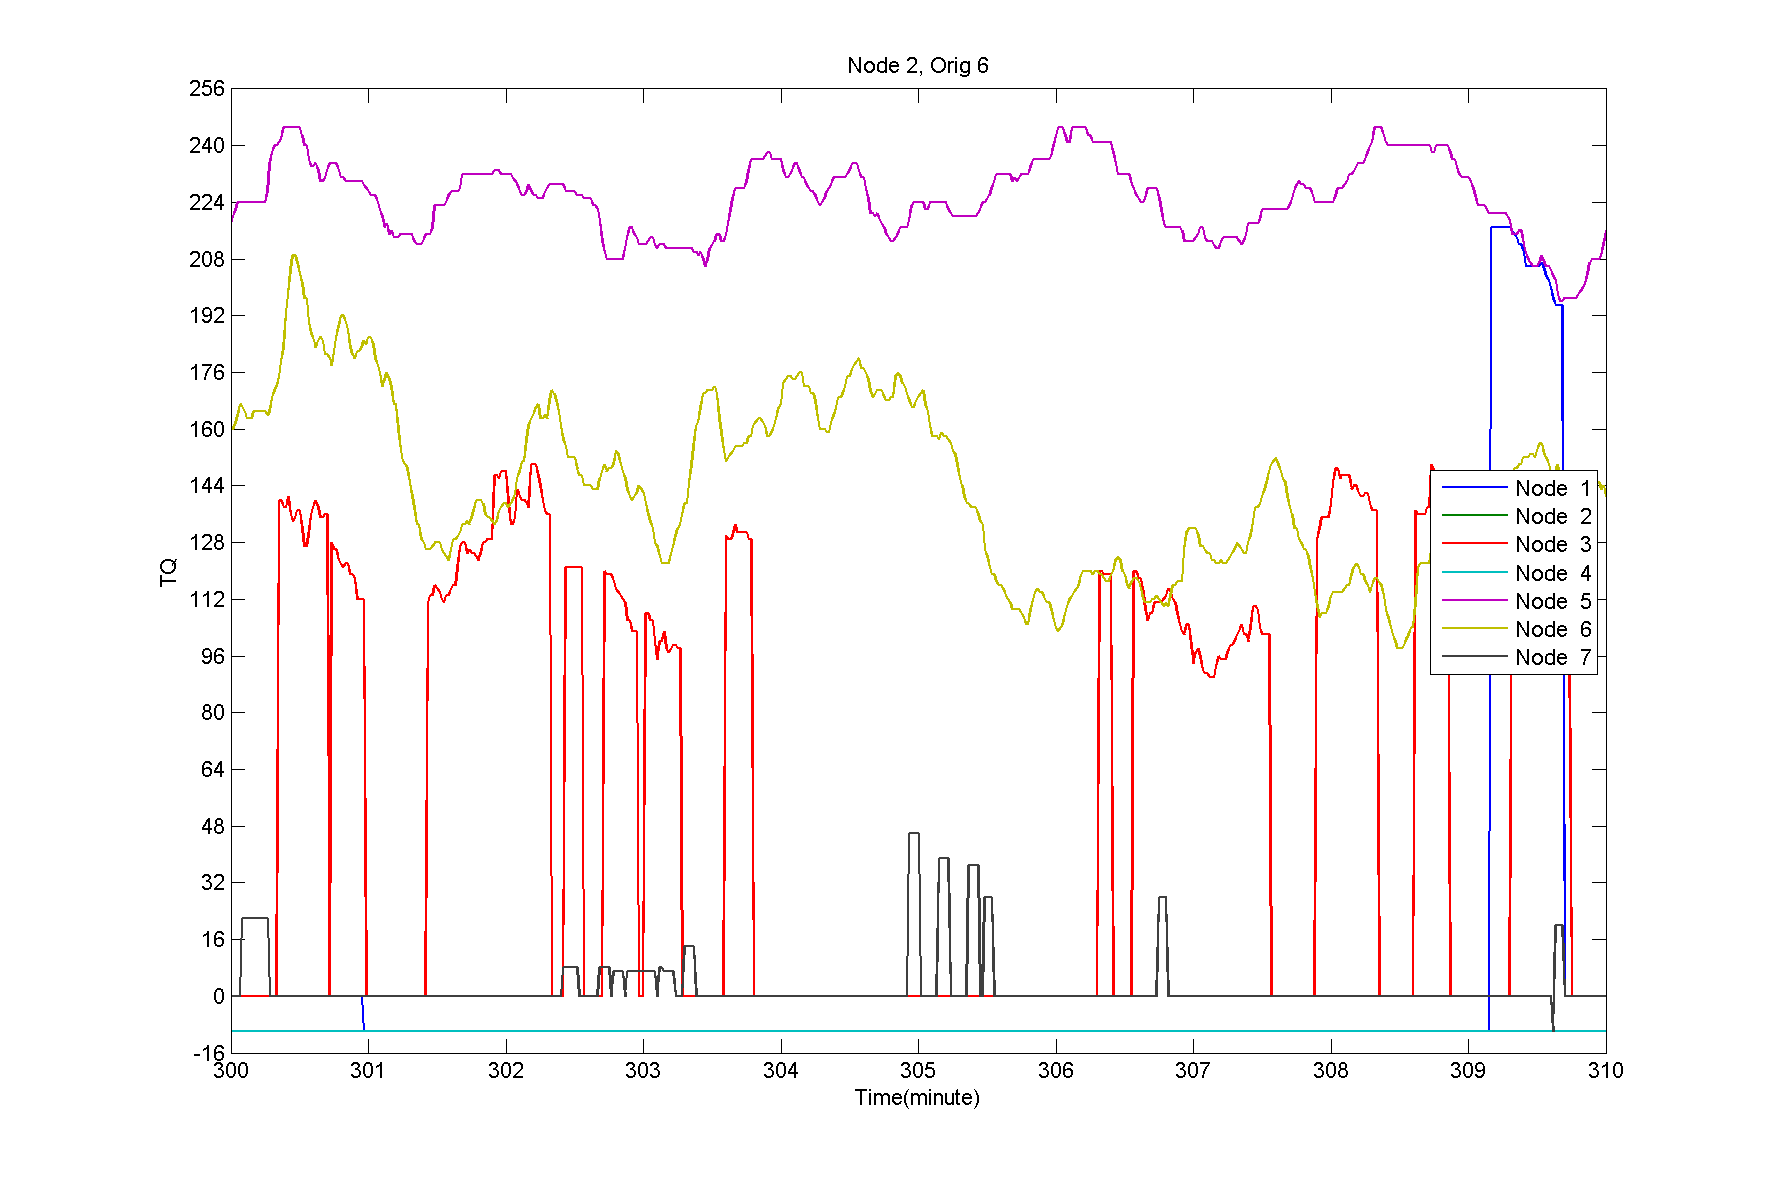 Node 2, Orig 6
256
240
224
208
192
176
160
144
128
112
96
80
64
48
32
16
0
-16
TQ
Node 1
Node 2
Node 3
Node 4
Node 5
Node 6
Node 7
300 301 302 303 304 305 306 307 308 309 310
Time(minute)